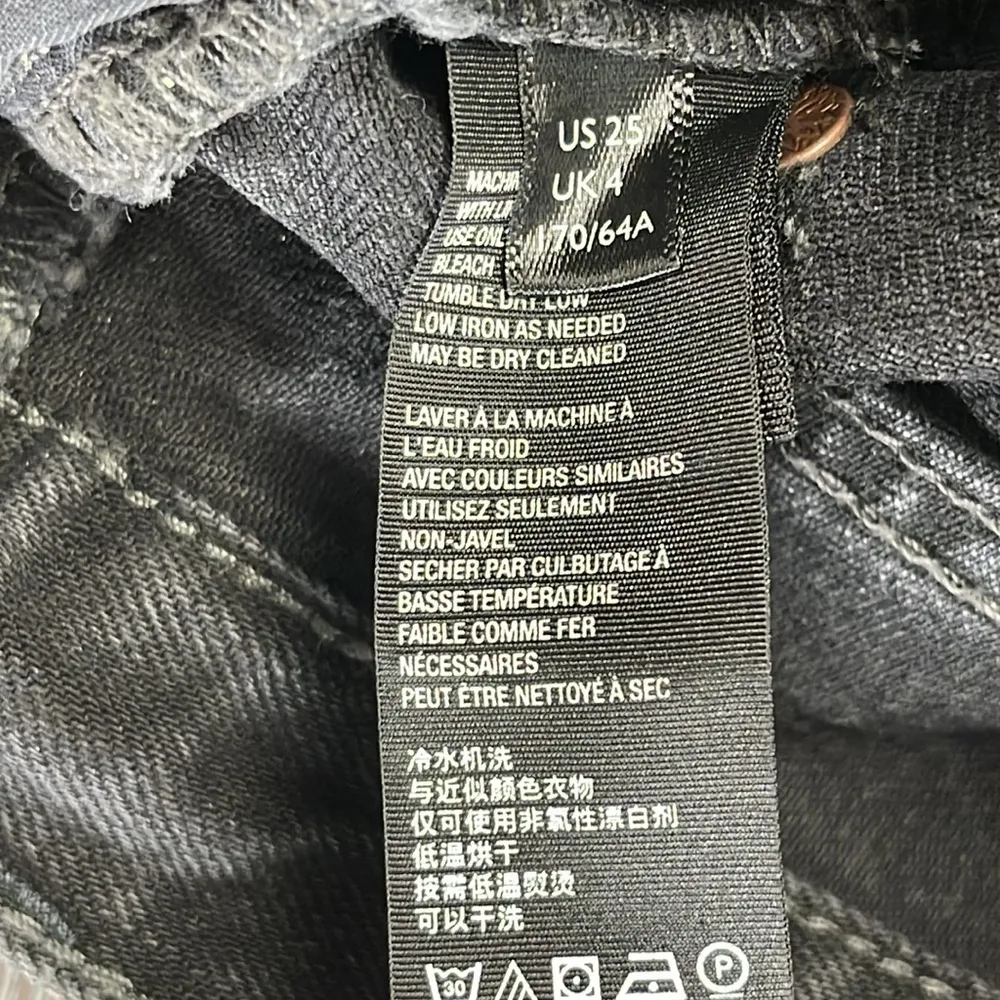 US 25
UK 4
170/64A
USE ONL
BLEACH
TUMBLE DRY LOW
LOW IRON AS NEEDED
MAY BE DRY CLEANED
LAVER À LA MACHINE À
L'EAU FROID
AVEC COULEURS SIMILAIRES
UTILISEZ SEULEMENT
NON-JAVEL
SECHER PAR CULBUTAGE À
BASSE TEMPÉRATURE
FAIBLE COMME FER
NÉCESSAIRES
PEUT ÊTRE NETTOYÉ À SEC
冷水机洗
与近似颜色衣物
仅可使用非氯性漂白剂
低温烘干
按需低温熨烫
可以干洗
30 P